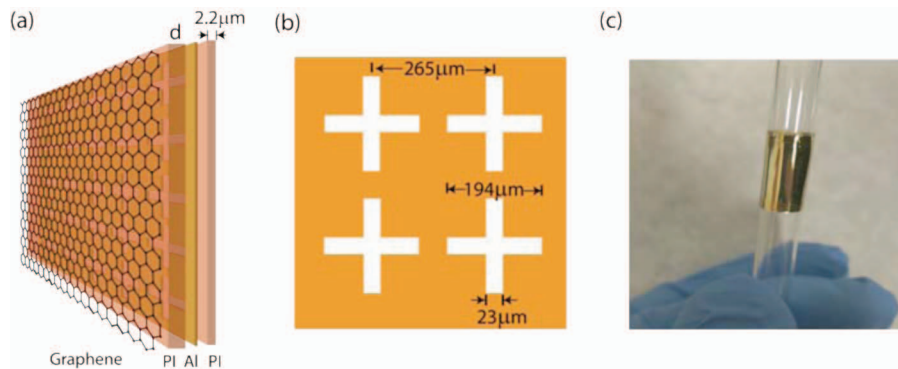 (a)
2.2μm
d
Graphene
PI Al PI
(b)
265μm
194μm
23μm
(c)